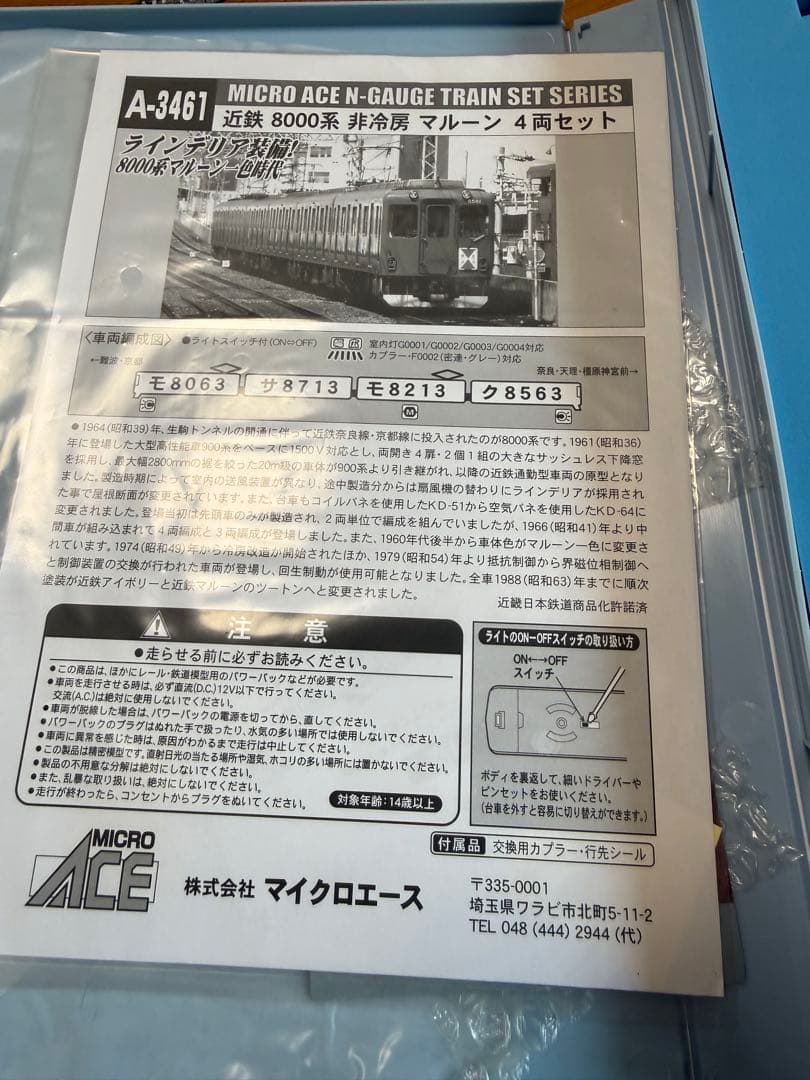 A-3461
MICRO ACE N-GAUGE TRAIN SET SERIES
近鉄 8000系 非冷房 マルーン 4両セット
ラインデリア装備!
8000系マルーン一色時代
〈車両編成図〉 ●ライトスイッチ付(ON⇔OFF)
室内灯G0001/G0002/G0003/G0004対応
カプラー・F0002(密連・グレー)対応
←難波・京都
奈良・天理・橿原神宮前→
モ8063 サ8713 モ8213 ク8563
M
●1964(昭和39)年、生駒トンネルの開通に伴って近鉄奈良線・京都線に投入されたのが8000系です。1961(昭和36)
年に登場した大型高性能車900系をベースに1500V対応とし、両開き4扉・2個1組の大きなサッシュレス下降窓
を採用し、最大幅2800mmの裾を絞った20m級の車体が900系より引き継がれ、以降の近鉄通勤型車両の原型となり
ました。製造時期によって室内の送風装置が異なり、途中製造分からは扇風機の替わりにラインデリアが採用され
た事で屋根断面が変更されています。また、台車もコイルバネを使用したKD-51から空気バネを使用したKD-64に
変更されました。登場当初は先頭車のみが製造され、2両単位で編成を組んでいましたが、1966(昭和41)年より中
間車が組み込まれて4両編成と3両編成が登場しました。また、1960年代後半から車体色がマルーン一色に変更さ
れています。1974(昭和49)年から冷房改造が開始されたほか、1979(昭和54)年より抵抗制御から界磁位相制御へ
と制御装置の交換が行われた車両が登場し、回生制動が使用可能となりました。全車1988(昭和63)年までに順次
塗装が近鉄アイボリーと近鉄マルーンのツートンへと変更されました。
近畿日本鉄道商品化許諾済
注意
●走らせる前に必ずお読みください。
●この商品は、ほかにレール・鉄道模型用のパワーパックなどが必要です。
●車両を走行させる時は、必ず直流(D.C.)12V以下で行ってください。
交流(A.C.)は絶対に使用しないでください。
●車両が脱線した場合は、パワーパックの電源を切ってから、直してください。
●パワーパックのプラグはぬれた手で扱ったり、水気の多い場所では使用しないでください。
●車両に異常を感じた時は、原因がわかるまで走行は中止してください。
●この製品は精密模型です。直射日光の当たる場所や湿気、ホコリの多い場所には置かないでください。
●製品の不用意な分解は絶対にしないでください。
●また、乱暴な取り扱いは、絶対にしないでください。
●走行が終わったら、コンセントからプラグをぬいてください。
対象年齢:14歳以上
ライトのON-OFFスイッチの取り扱い方
ON←→OFF
スイッチ
ボディを裏返して、細いドライバーや
ピンセットをお使いください。
(台車を外すと容易に切り替えができます。)
付属品 交換用カプラー・行先シール
MICRO
ACE
株式会社 マイクロエース
〒335-0001
埼玉県ワラビ市北町5-11-2
TEL 048 (444) 2944 (代)